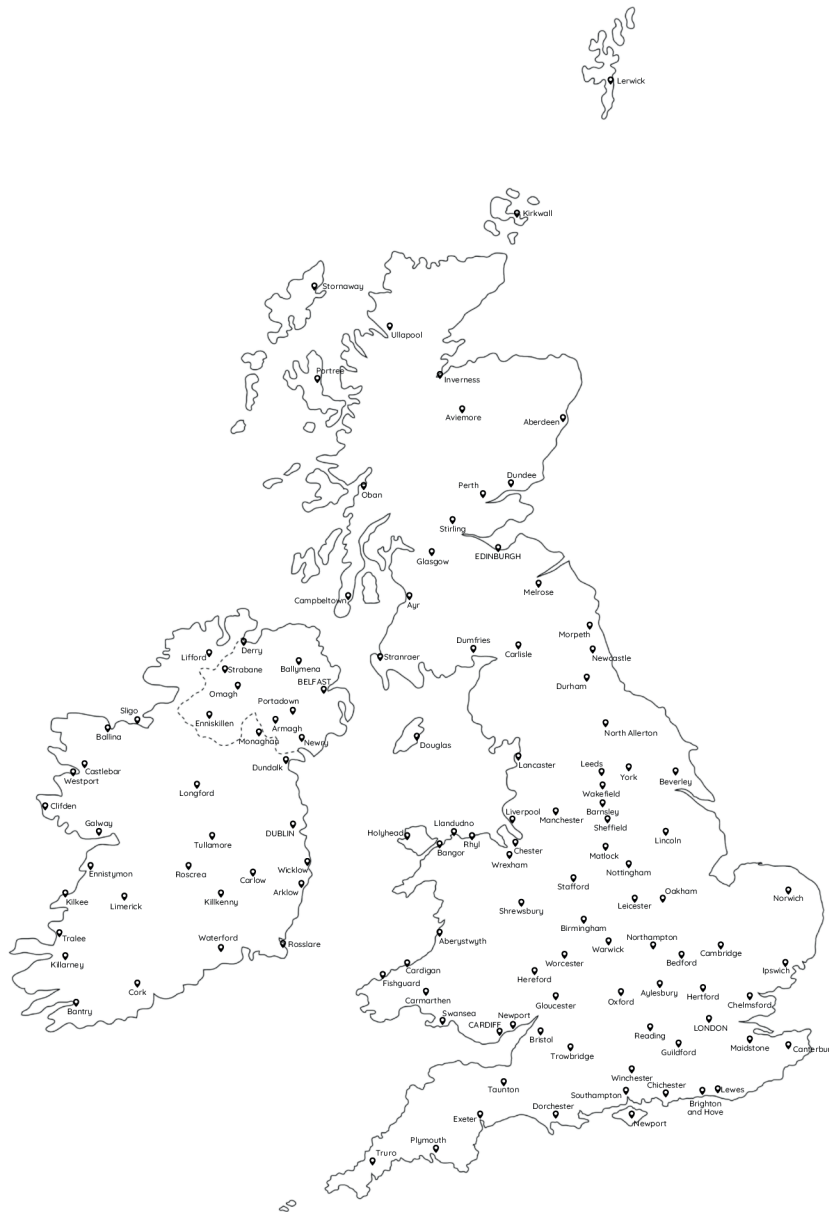 Lerwick
Kirkwall
Stornaway
Ullapool
Portree
Inverness
Aviemore
Aberdeen
Dundee
Perth
Oban
Stirling
EDINBURGH
Glasgow
Melrose
Campbeltown
Ayr
Morpeth
Derry
Dumfries
Carlisle
Newcastle
Lifford
Stranroer
Strabane
Ballymena
BELFAST
Durham
Omagh
Portadown
Sligo
Enniskillen
Armagh
North Allerton
Ballina
Monaghan
Newry
Douglas
Dundalk
Lancaster
Castlebar
Westport
Leeds
York
Beverley
Longford
Wakefield
Clifden
Barnsley
Manchester
Liverpool
Sheffield
Galway
DUBLIN
Llandudno
Holyhead
Rhyl
Lincoln
Tullamore
Bangor
Chester
Matlock
Wrexham
Ennistymon
Roscrea
Wicklow
Nottingham
Carlow
Stafford
Arklow
Kilkee
Limerick
Killkenny
Oakham
Norwich
Leicester
Shrewsbury
Birmingham
Tralee
Waterford
Rosslare
Aberystwyth
Warwick
Northampton
Cambridge
Killarney
Worcester
Bedford
Cardigan
Ipswich
Fishguard
Hereford
Cork
Carmarthen
Gloucester
Oxford
Aylesbury
Hertford
Chelmsford
Bantry
Swansea
Newport
CARDIFF
LONDON
Bristol
Reading
Maidstone
Canterbur
Trowbridge
Guildford
Winchester
Taunton
Southampton
Chichester
Lewes
Brighton
and Hove
Exeter
Dorchester
Newport
Plymouth
Truro